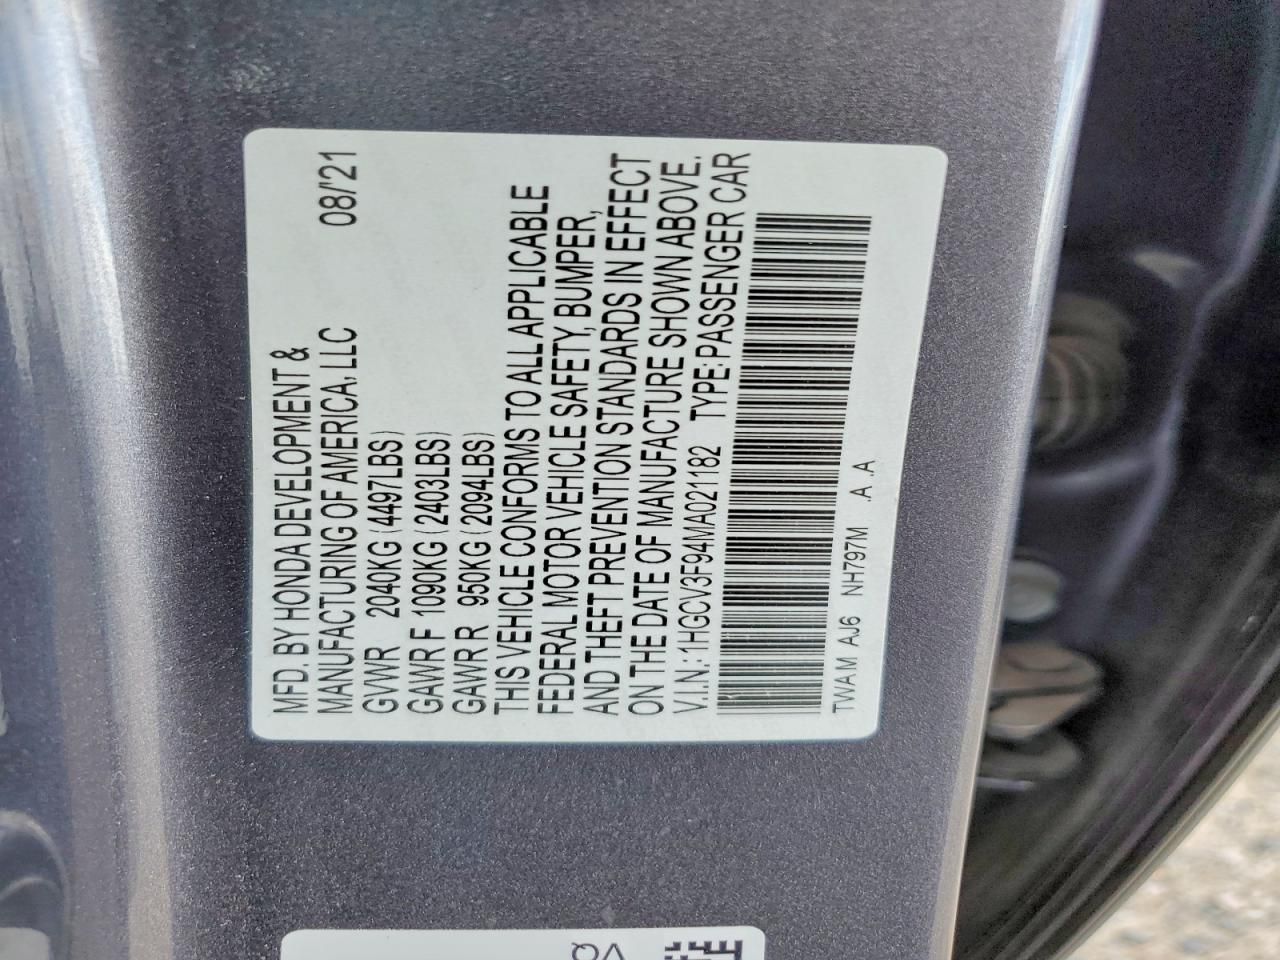 MFD. BY HONDA DEVELOPMENT &
MANUFACTURING OF AMERICA. LLC 08/'21
GVWR 2040KG (4497LBS)
GAWR F 1090KG (2403LBS)
GAWR R 950KG (2094LBS)
THIS VEHICLE CONFORMS TO ALL APPLICABLE
FEDERAL MOTOR VEHICLE SAFETY, BUMPER,
AND THEFT PREVENTION STANDARDS IN EFFECT
ON THE DATE OF MANUFACTURE SHOWN ABOVE.
V.I.N.: 1HGCV3F94MA021182 TYPE: PASSENGER CAR
TWAM AJ6 NH797M .A .A
VQ